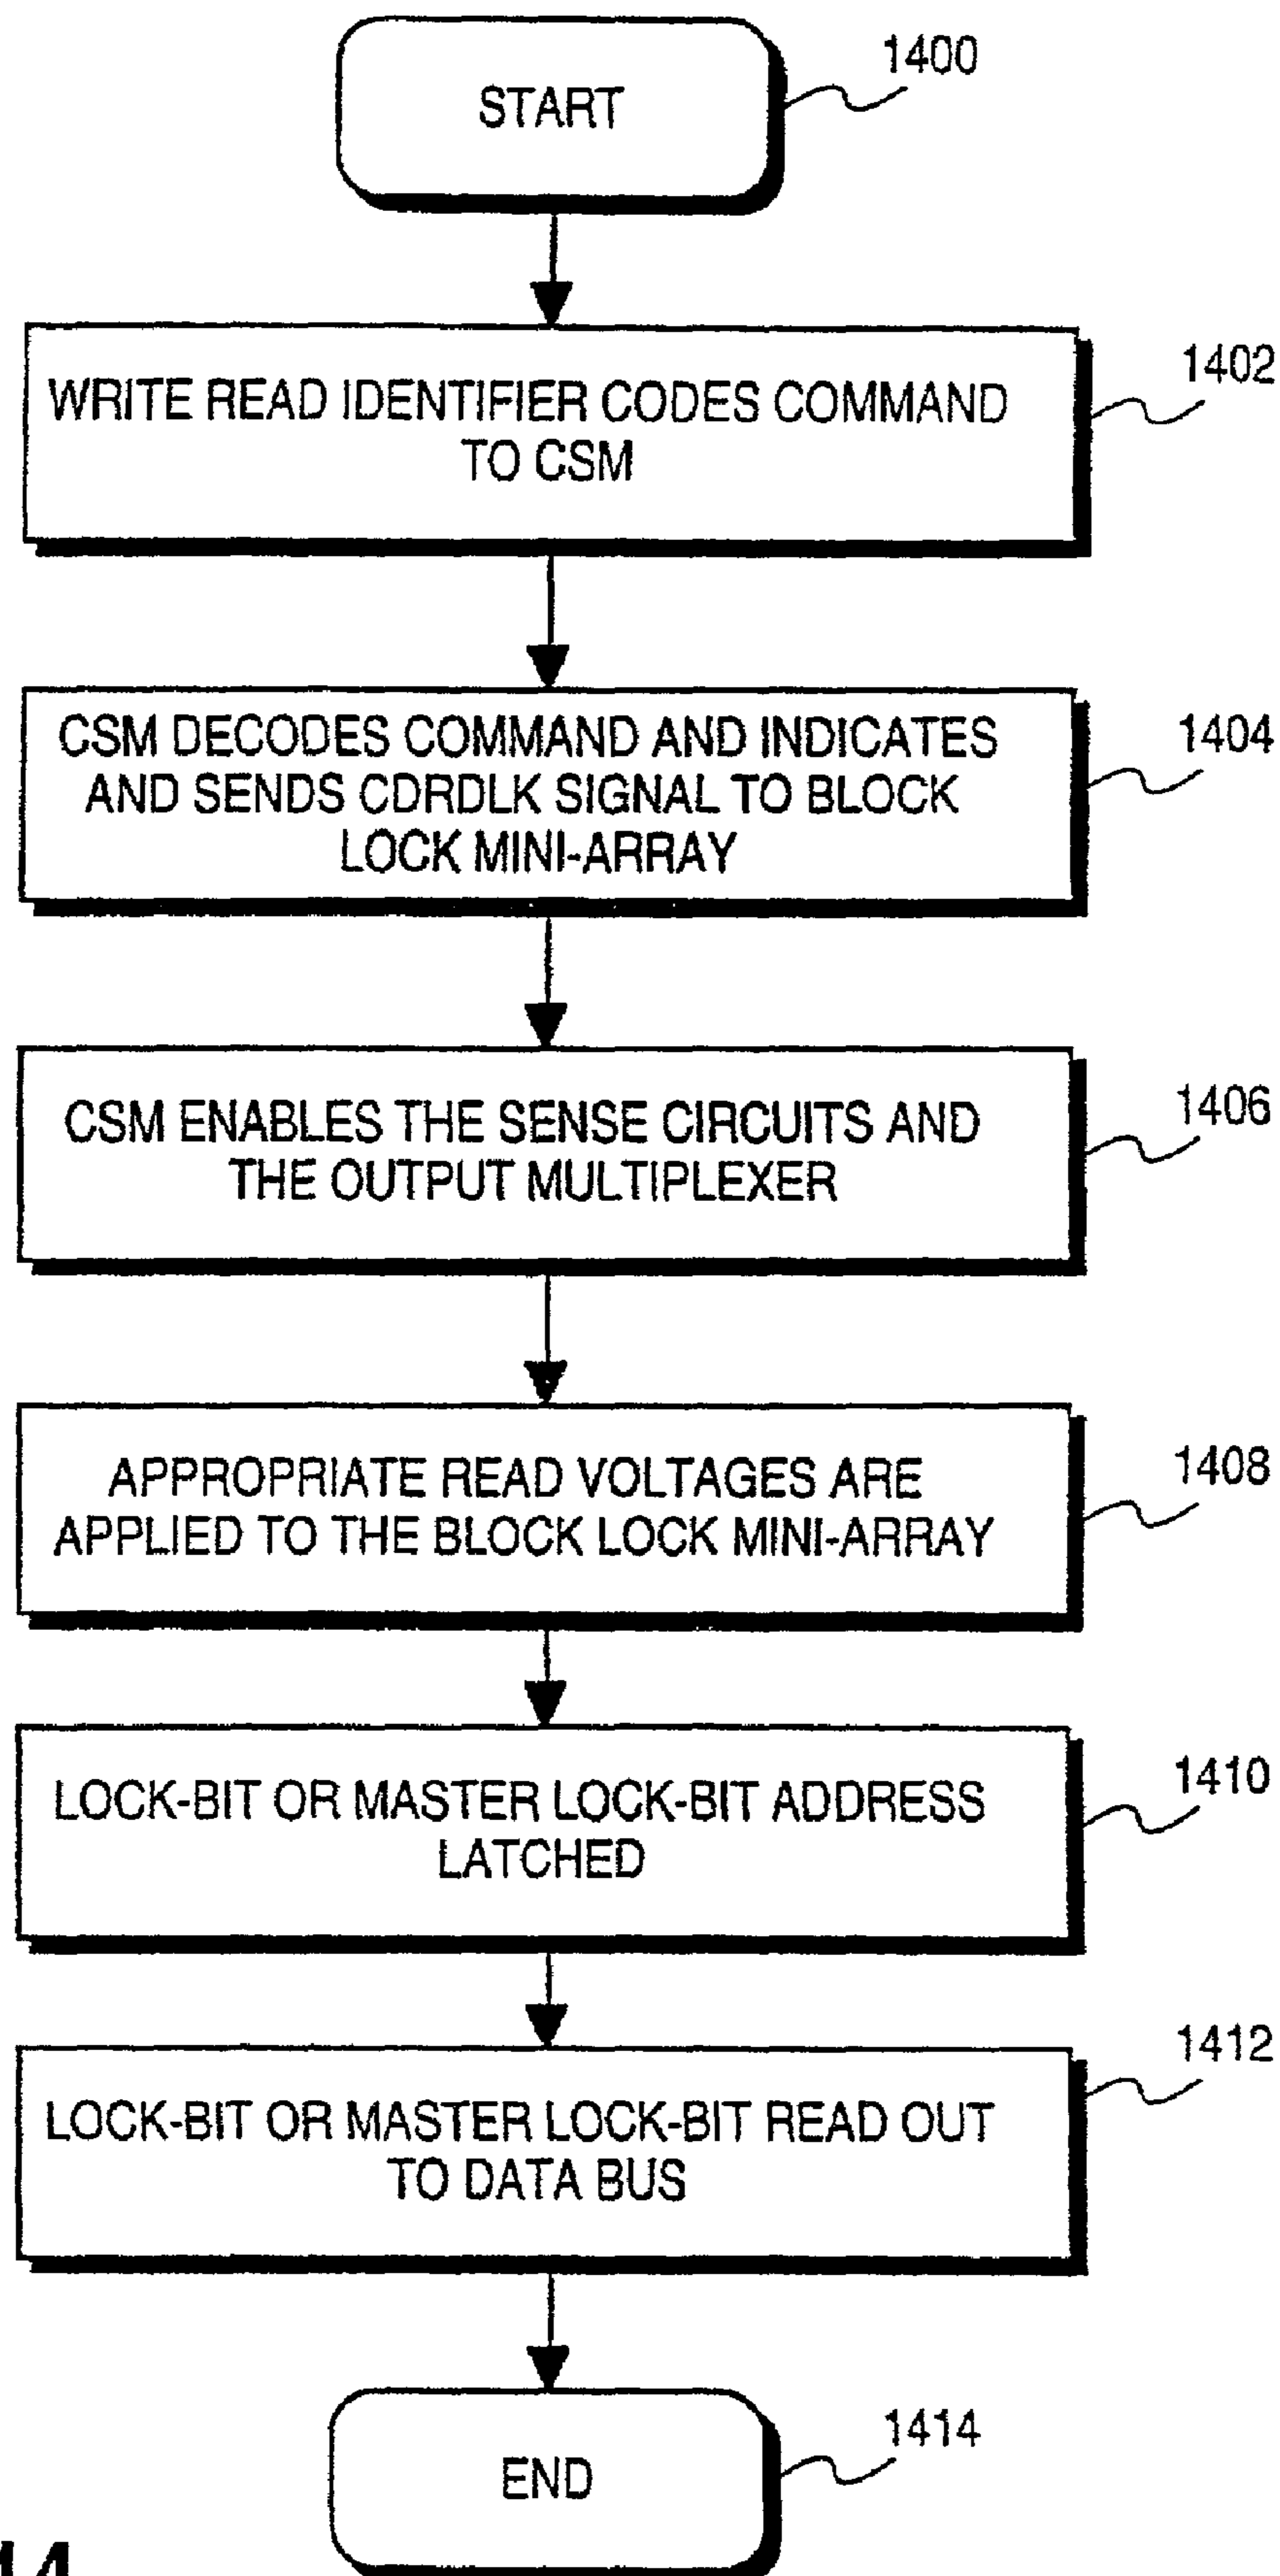 START
1400
WRITE READ IDENTIFIER CODES COMMAND
TO CSM
1402
CSM DECODES COMMAND AND INDICATES
AND SENDS CDRDLK SIGNAL TO BLOCK
LOCK MINI-ARRAY
1404
CSM ENABLES THE SENSE CIRCUITS AND
THE OUTPUT MULTIPLEXER
1406
APPROPRIATE READ VOLTAGES ARE
APPLIED TO THE BLOCK LOCK MINI-ARRAY
1408
LOCK-BIT OR MASTER LOCK-BIT ADDRESS
LATCHED
1410
LOCK-BIT OR MASTER LOCK-BIT READ OUT
TO DATA BUS
1412
END
1414